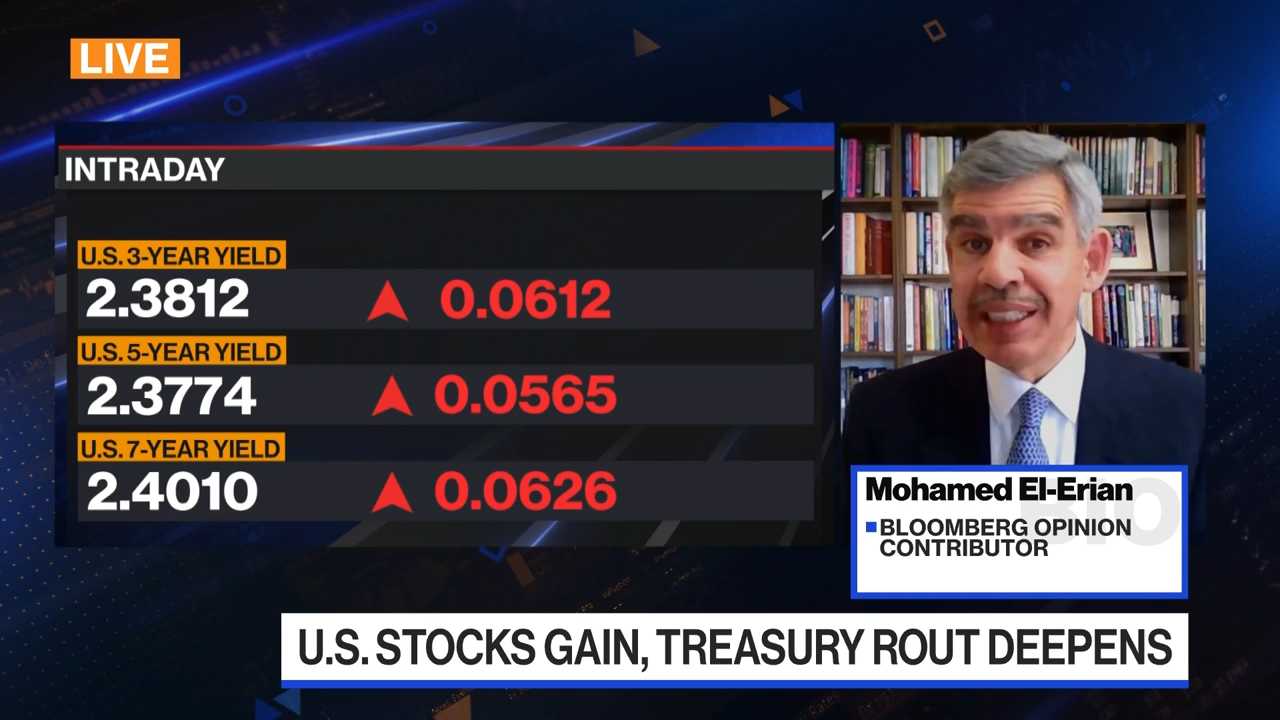 LIVE
INTRADAY
U.S. 3-YEAR YIELD
2.3812 ▲ 0.0612
U.S. 5-YEAR YIELD
2.3774 ▲ 0.0565
U.S. 7-YEAR YIELD
2.4010 ▲ 0.0626
Mohamed El-Erian
BLOOMBERG OPINION
CONTRIBUTOR
U.S. STOCKS GAIN, TREASURY ROUT DEEPENS